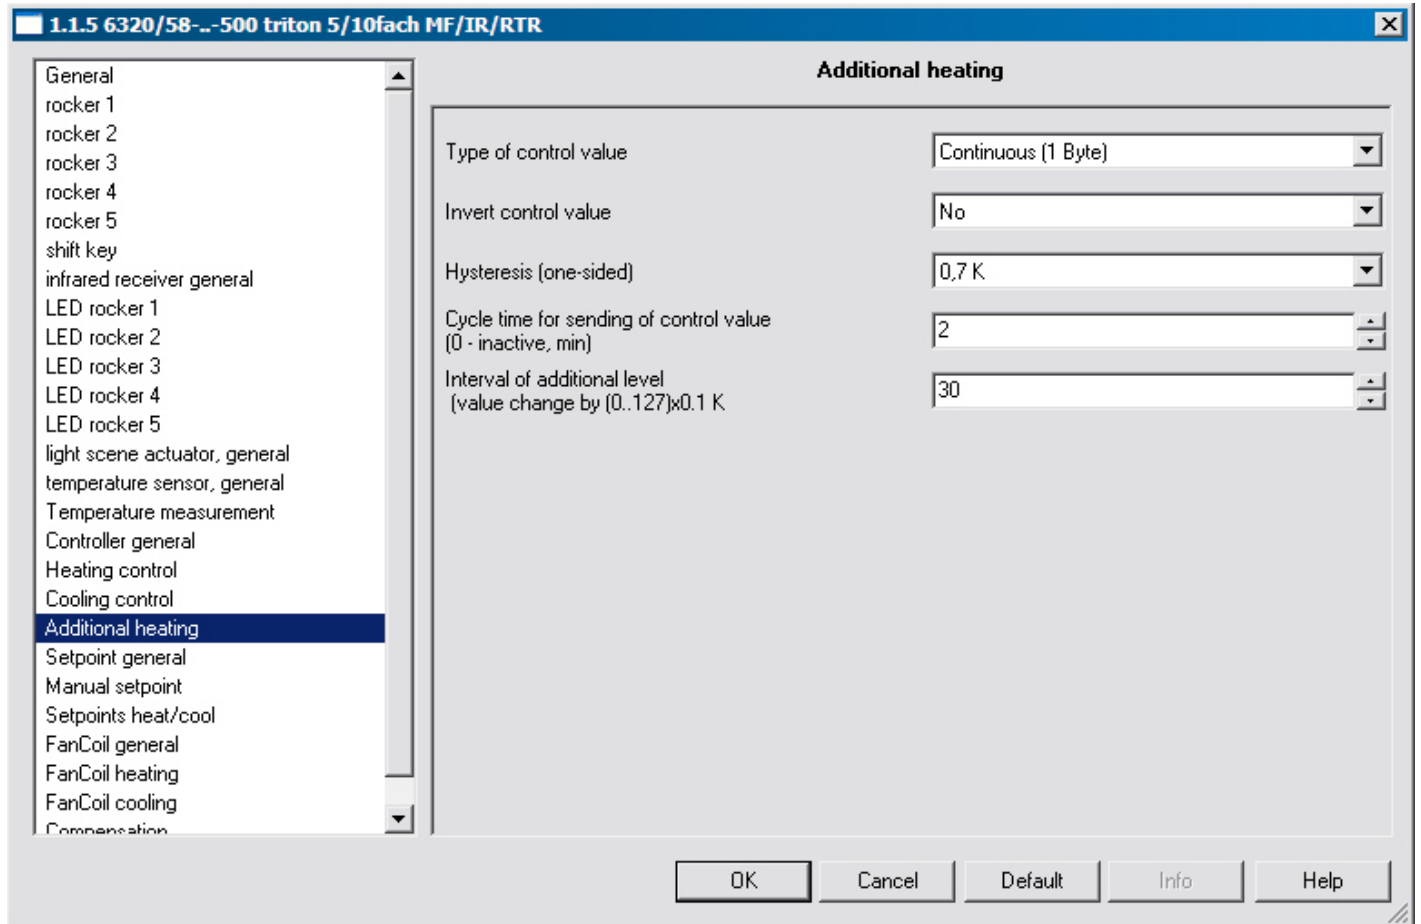 1.1.5 6320/58-..-500 triton 5/10fach MF/IR/RTR
General
rocker 1
rocker 2
rocker 3
rocker 4
rocker 5
shift key
infrared receiver general
LED rocker 1
LED rocker 2
LED rocker 3
LED rocker 4
LED rocker 5
light scene actuator, general
temperature sensor, general
Temperature measurement
Controller general
Heating control
Cooling control
Additional heating
Setpoint general
Manual setpoint
Setpoints heat/cool
FanCoil general
FanCoil heating
FanCoil cooling
Compensation
Additional heating
Type of control value
Continuous (1 Byte)
Invert control value
No
Hysteresis (one-sided)
0,7 K
Cycle time for sending of control value
(0 - inactive, min)
2
Interval of additional level
(value change by (0..127)x0.1 K
30
OK
Cancel
Default
Info
Help